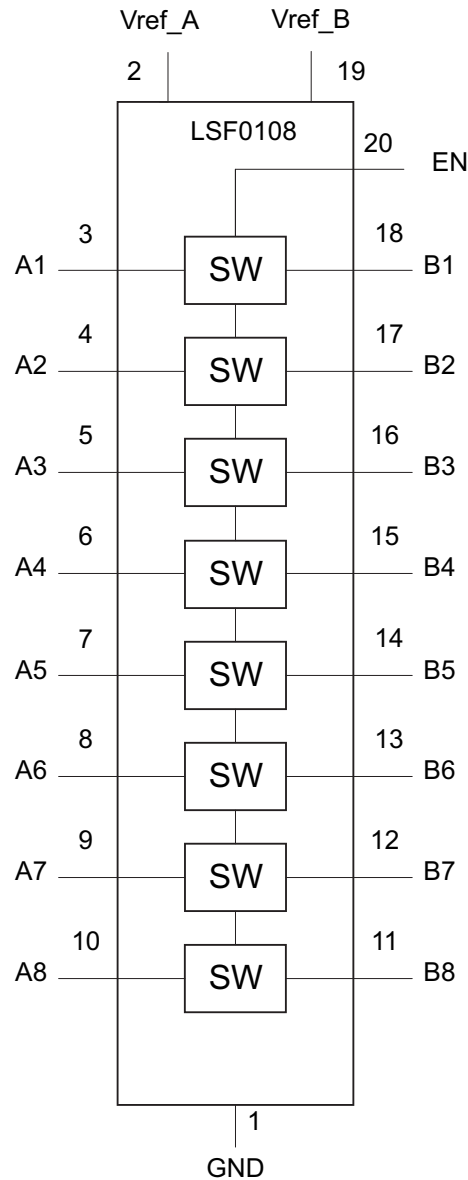 Vref_A Vref_B
2 19
LSF0108
20 EN
3 18
A1 SW B1
4 17
A2 SW B2
5 16
A3 SW B3
6 15
A4 SW B4
7 14
A5 SW B5
8 13
A6 SW B6
9 12
A7 SW B7
10 11
A8 SW B8
1
GND